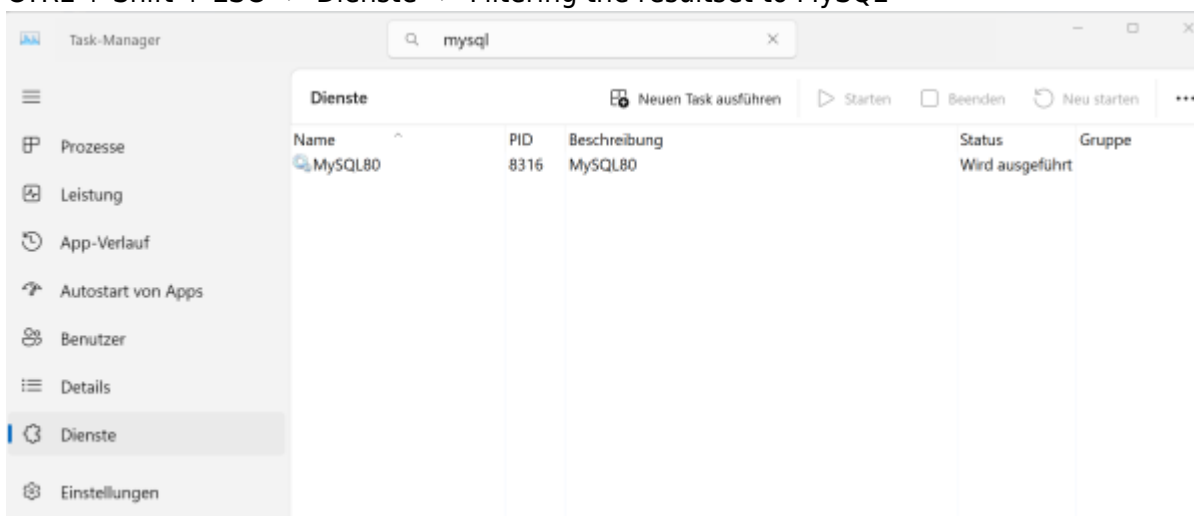 CTRL + Shift + ESC -> Dienste -> Filtering the resultset to MySQL
Task-Manager
mysql
Dienste
Neuen Task ausführen
Starten
Beenden
Neu starten
Name PID Beschreibung Status Gruppe
MySQL80 8316 MySQL80 Wird ausgeführt
Prozesse
Leistung
App-Verlauf
Autostart von Apps
Benutzer
Details
Dienste
Einstellungen